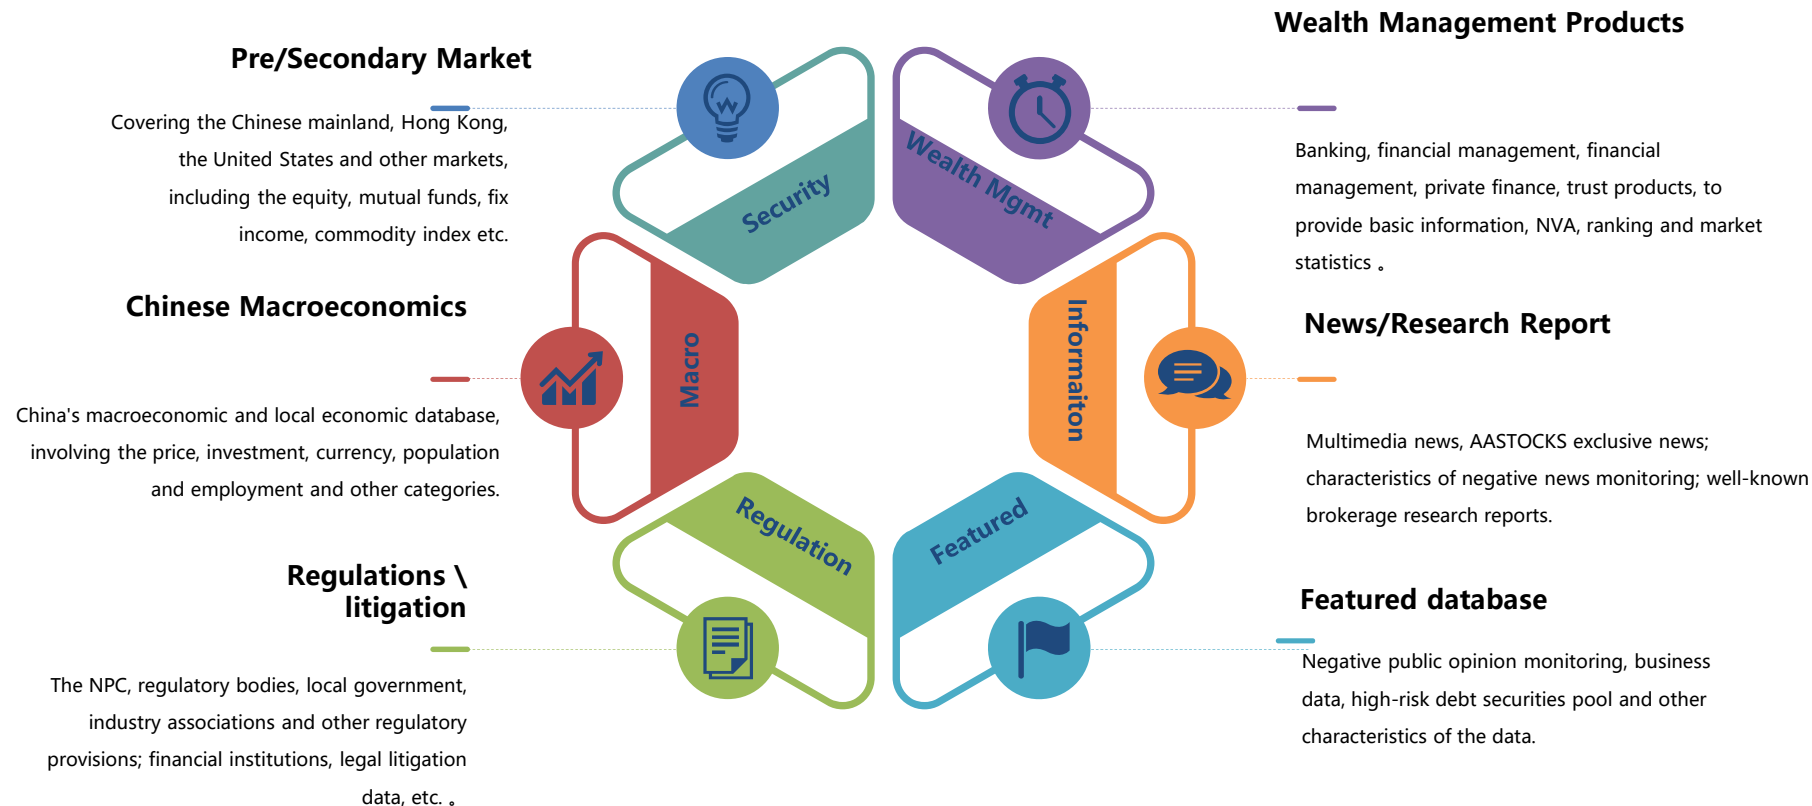 Pre/Secondary Market
Covering the Chinese mainland, Hong Kong,
the United States and other markets,
including the equity, mutual funds, fix
income, commodity index etc.
Chinese Macroeconomics
China's macroeconomic and local economic database,
involving the price, investment, currency, population
and employment and other categories.
Regulations \
litigation
The NPC, regulatory bodies, local government,
industry associations and other regulatory
provisions; financial institutions, legal litigation
data, etc. 。
Security
Wealth Mgmt
Macro
Informaiton
Regulation
Featured
Wealth Management Products
Banking, financial management, financial
management, private finance, trust products, to
provide basic information, NVA, ranking and market
statistics 。
News/Research Report
Multimedia news, AASTOCKS exclusive news;
characteristics of negative news monitoring; well-known
brokerage research reports.
Featured database
Negative public opinion monitoring, business
data, high-risk debt securities pool and other
characteristics of the data.